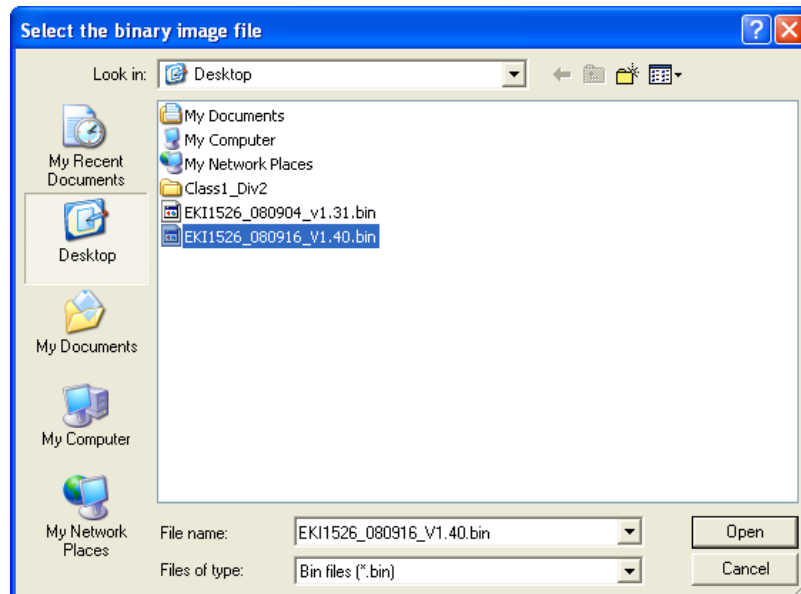 Select the binary image file
Look in:
Desktop
My Recent
Documents
Desktop
My Documents
My Computer
My Network
Places
My Documents
My Computer
My Network Places
Class1_Div2
EKI1526_080904_v1.31.bin
EKI1526_080916_V1.40.bin
File name:
EKI1526_080916_V1.40.bin
Open
Files of type:
Bin files (*.bin)
Cancel